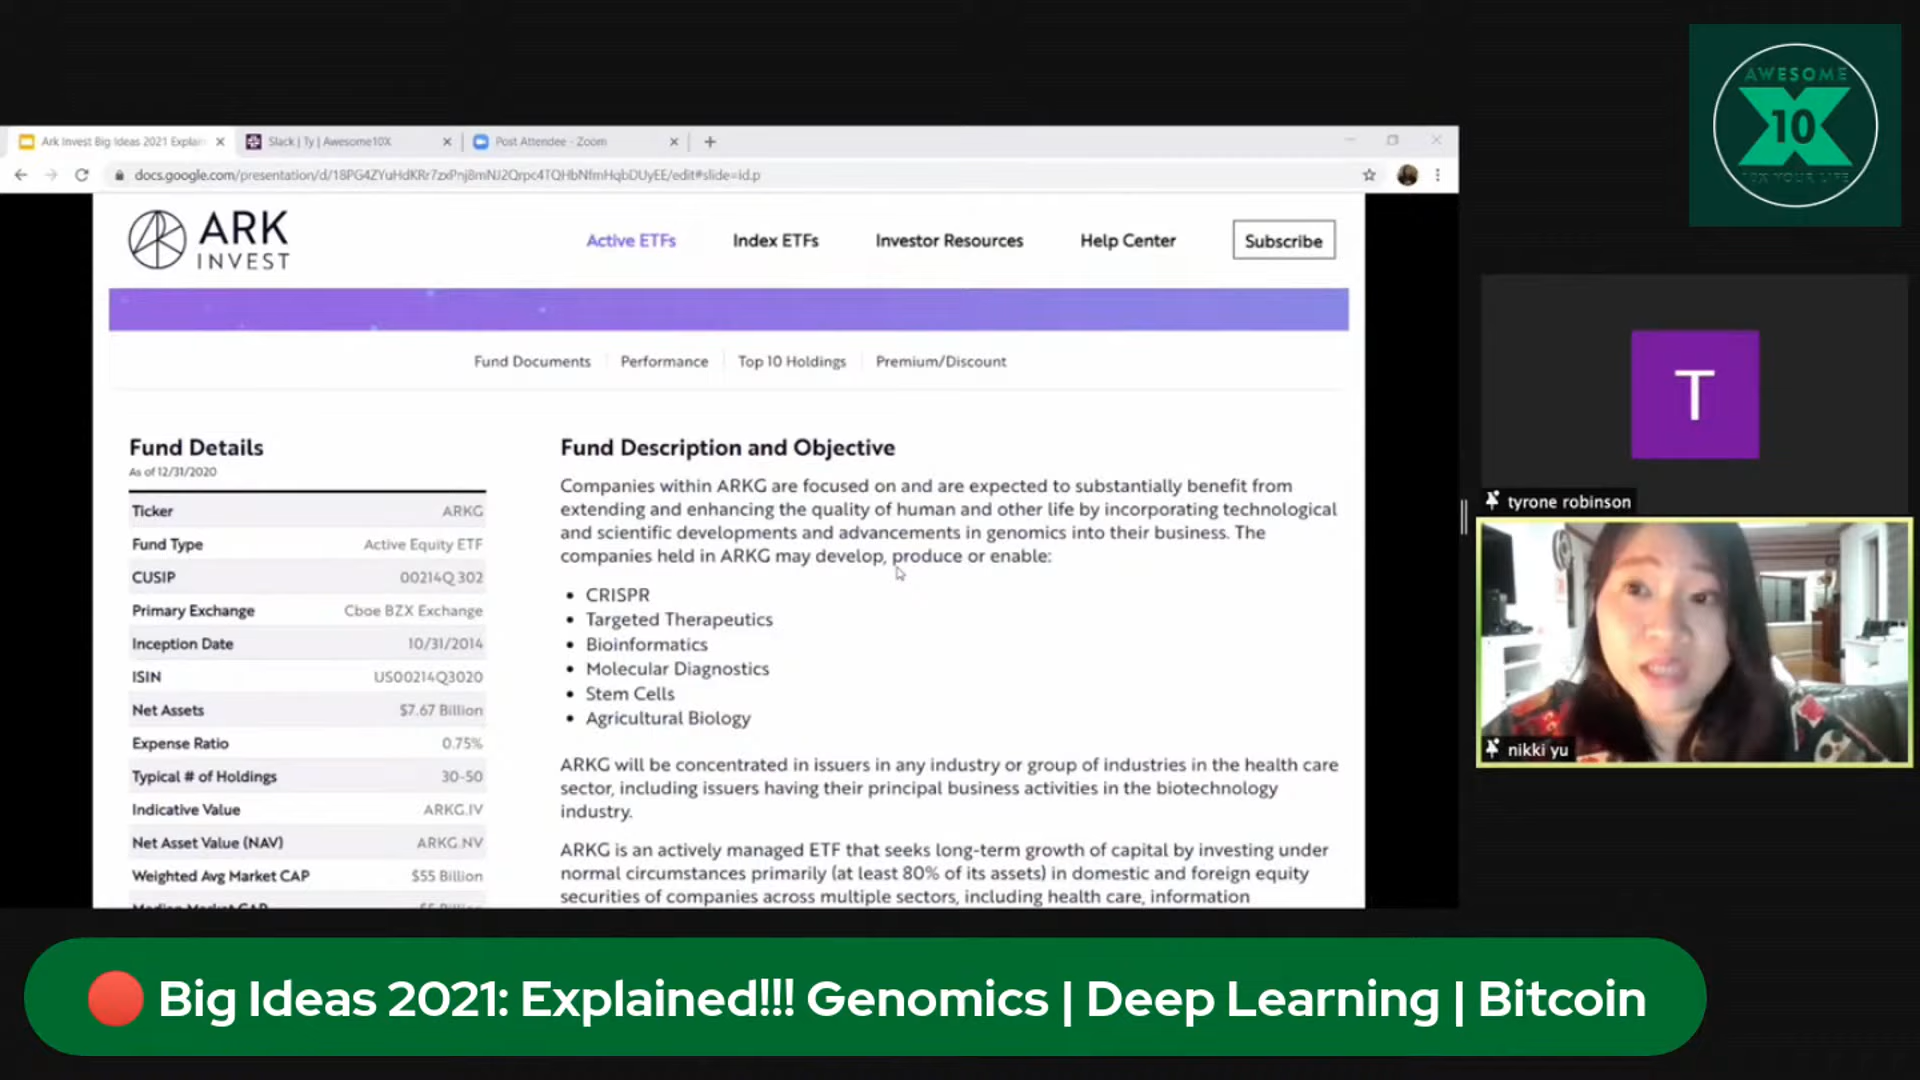 AWESOME
10
10X YOUR LIFE
Ark Invest Big Ideas 2021 Explain
Slack | Ty | Awesome10X
Post Attendee - Zoom
docs.google.com/presentation/d/18PG4ZYuHdKRr7zxPnj8mNJ2Qrpc4TQHbNfmHqbDUyEE/edit#slide=id.p
ARK
INVEST
Active ETFs
Index ETFs
Investor Resources
Help Center
Subscribe
Fund Documents
Performance
Top 10 Holdings
Premium/Discount
Fund Details
As of 12/31/2020
Ticker ARKG
Fund Type Active Equity ETF
CUSIP 00214Q 302
Primary Exchange Cboe BZX Exchange
Inception Date 10/31/2014
ISIN US00214Q3020
Net Assets $7.67 Billion
Expense Ratio 0.75%
Typical # of Holdings 30-50
Indicative Value ARKG.IV
Net Asset Value (NAV) ARKG.NV
Weighted Avg Market CAP $55 Billion
Median Market CAP $5 Billion
Fund Description and Objective
Companies within ARKG are focused on and are expected to substantially benefit from
extending and enhancing the quality of human and other life by incorporating technological
and scientific developments and advancements in genomics into their business. The
companies held in ARKG may develop, produce or enable:
• CRISPR
• Targeted Therapeutics
• Bioinformatics
• Molecular Diagnostics
• Stem Cells
• Agricultural Biology
ARKG will be concentrated in issuers in any industry or group of industries in the health care
sector, including issuers having their principal business activities in the biotechnology
industry.
ARKG is an actively managed ETF that seeks long-term growth of capital by investing under
normal circumstances primarily (at least 80% of its assets) in domestic and foreign equity
securities of companies across multiple sectors, including health care, information
T
tyrone robinson
nikki yu
Big Ideas 2021: Explained!!! Genomics | Deep Learning | Bitcoin